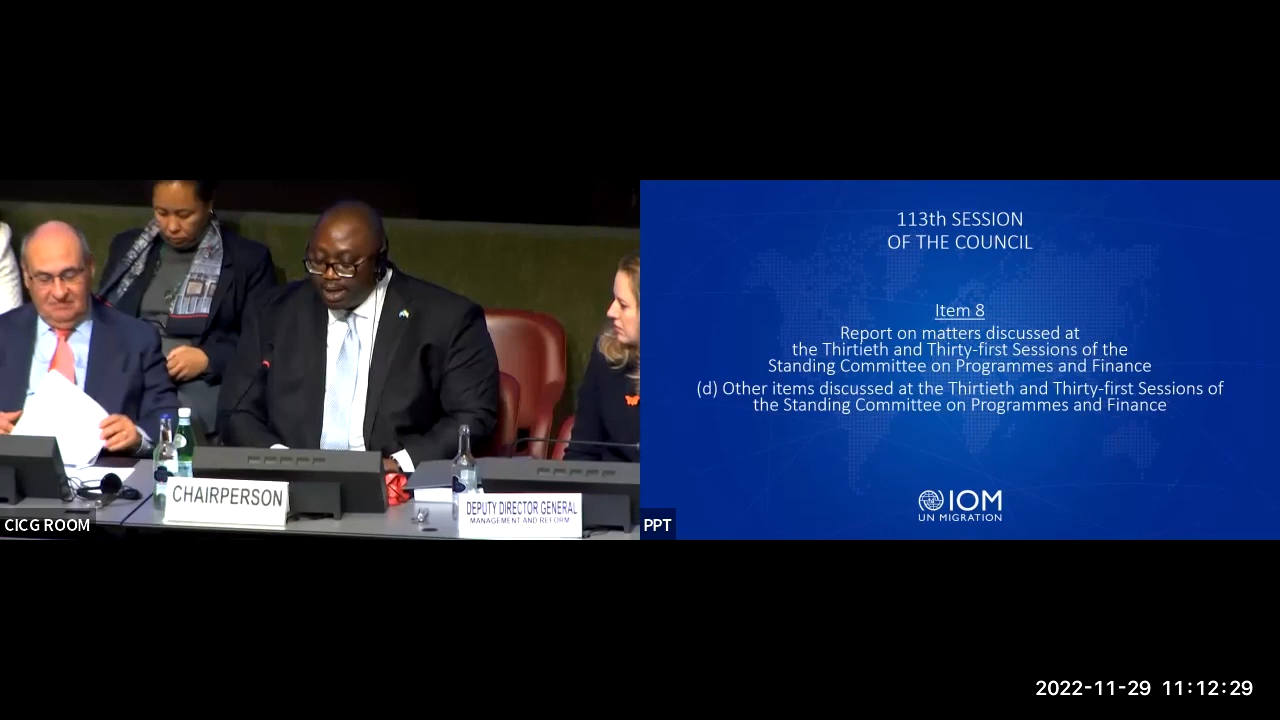 CHAIRPERSON
DEPUTY DIRECTOR GENERAL
MANAGEMENT AND REFORM
CICG ROOM
113th SESSION
OF THE COUNCIL
Item 8
Report on matters discussed at
the Thirtieth and Thirty-first Sessions of the
Standing Committee on Programmes and Finance
(d) Other items discussed at the Thirtieth and Thirty-first Sessions of
the Standing Committee on Programmes and Finance
IOM
UN MIGRATION
PPT
2022-11-29 11:12:29